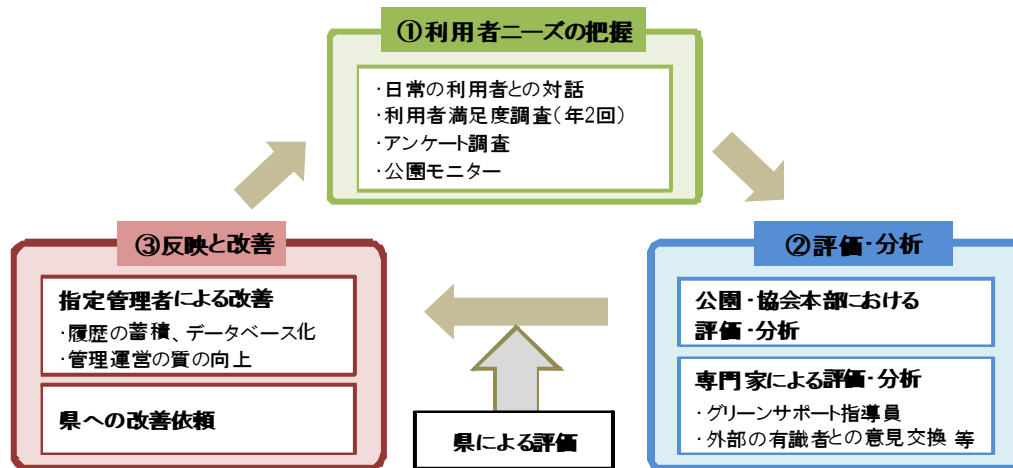 ①利用者ニーズの把握
・日常の利用者との対話
・利用者満足度調査(年2回)
・アンケート調査
・公園モニター
②評価・分析
公園・協会本部における
評価・分析
専門家による評価・分析
・グリーンサポート指導員
・外部の有識者との意見交換 等
③反映と改善
指定管理者による改善
・履歴の蓄積、データベース化
・管理運営の質の向上
県への改善依頼
県による評価